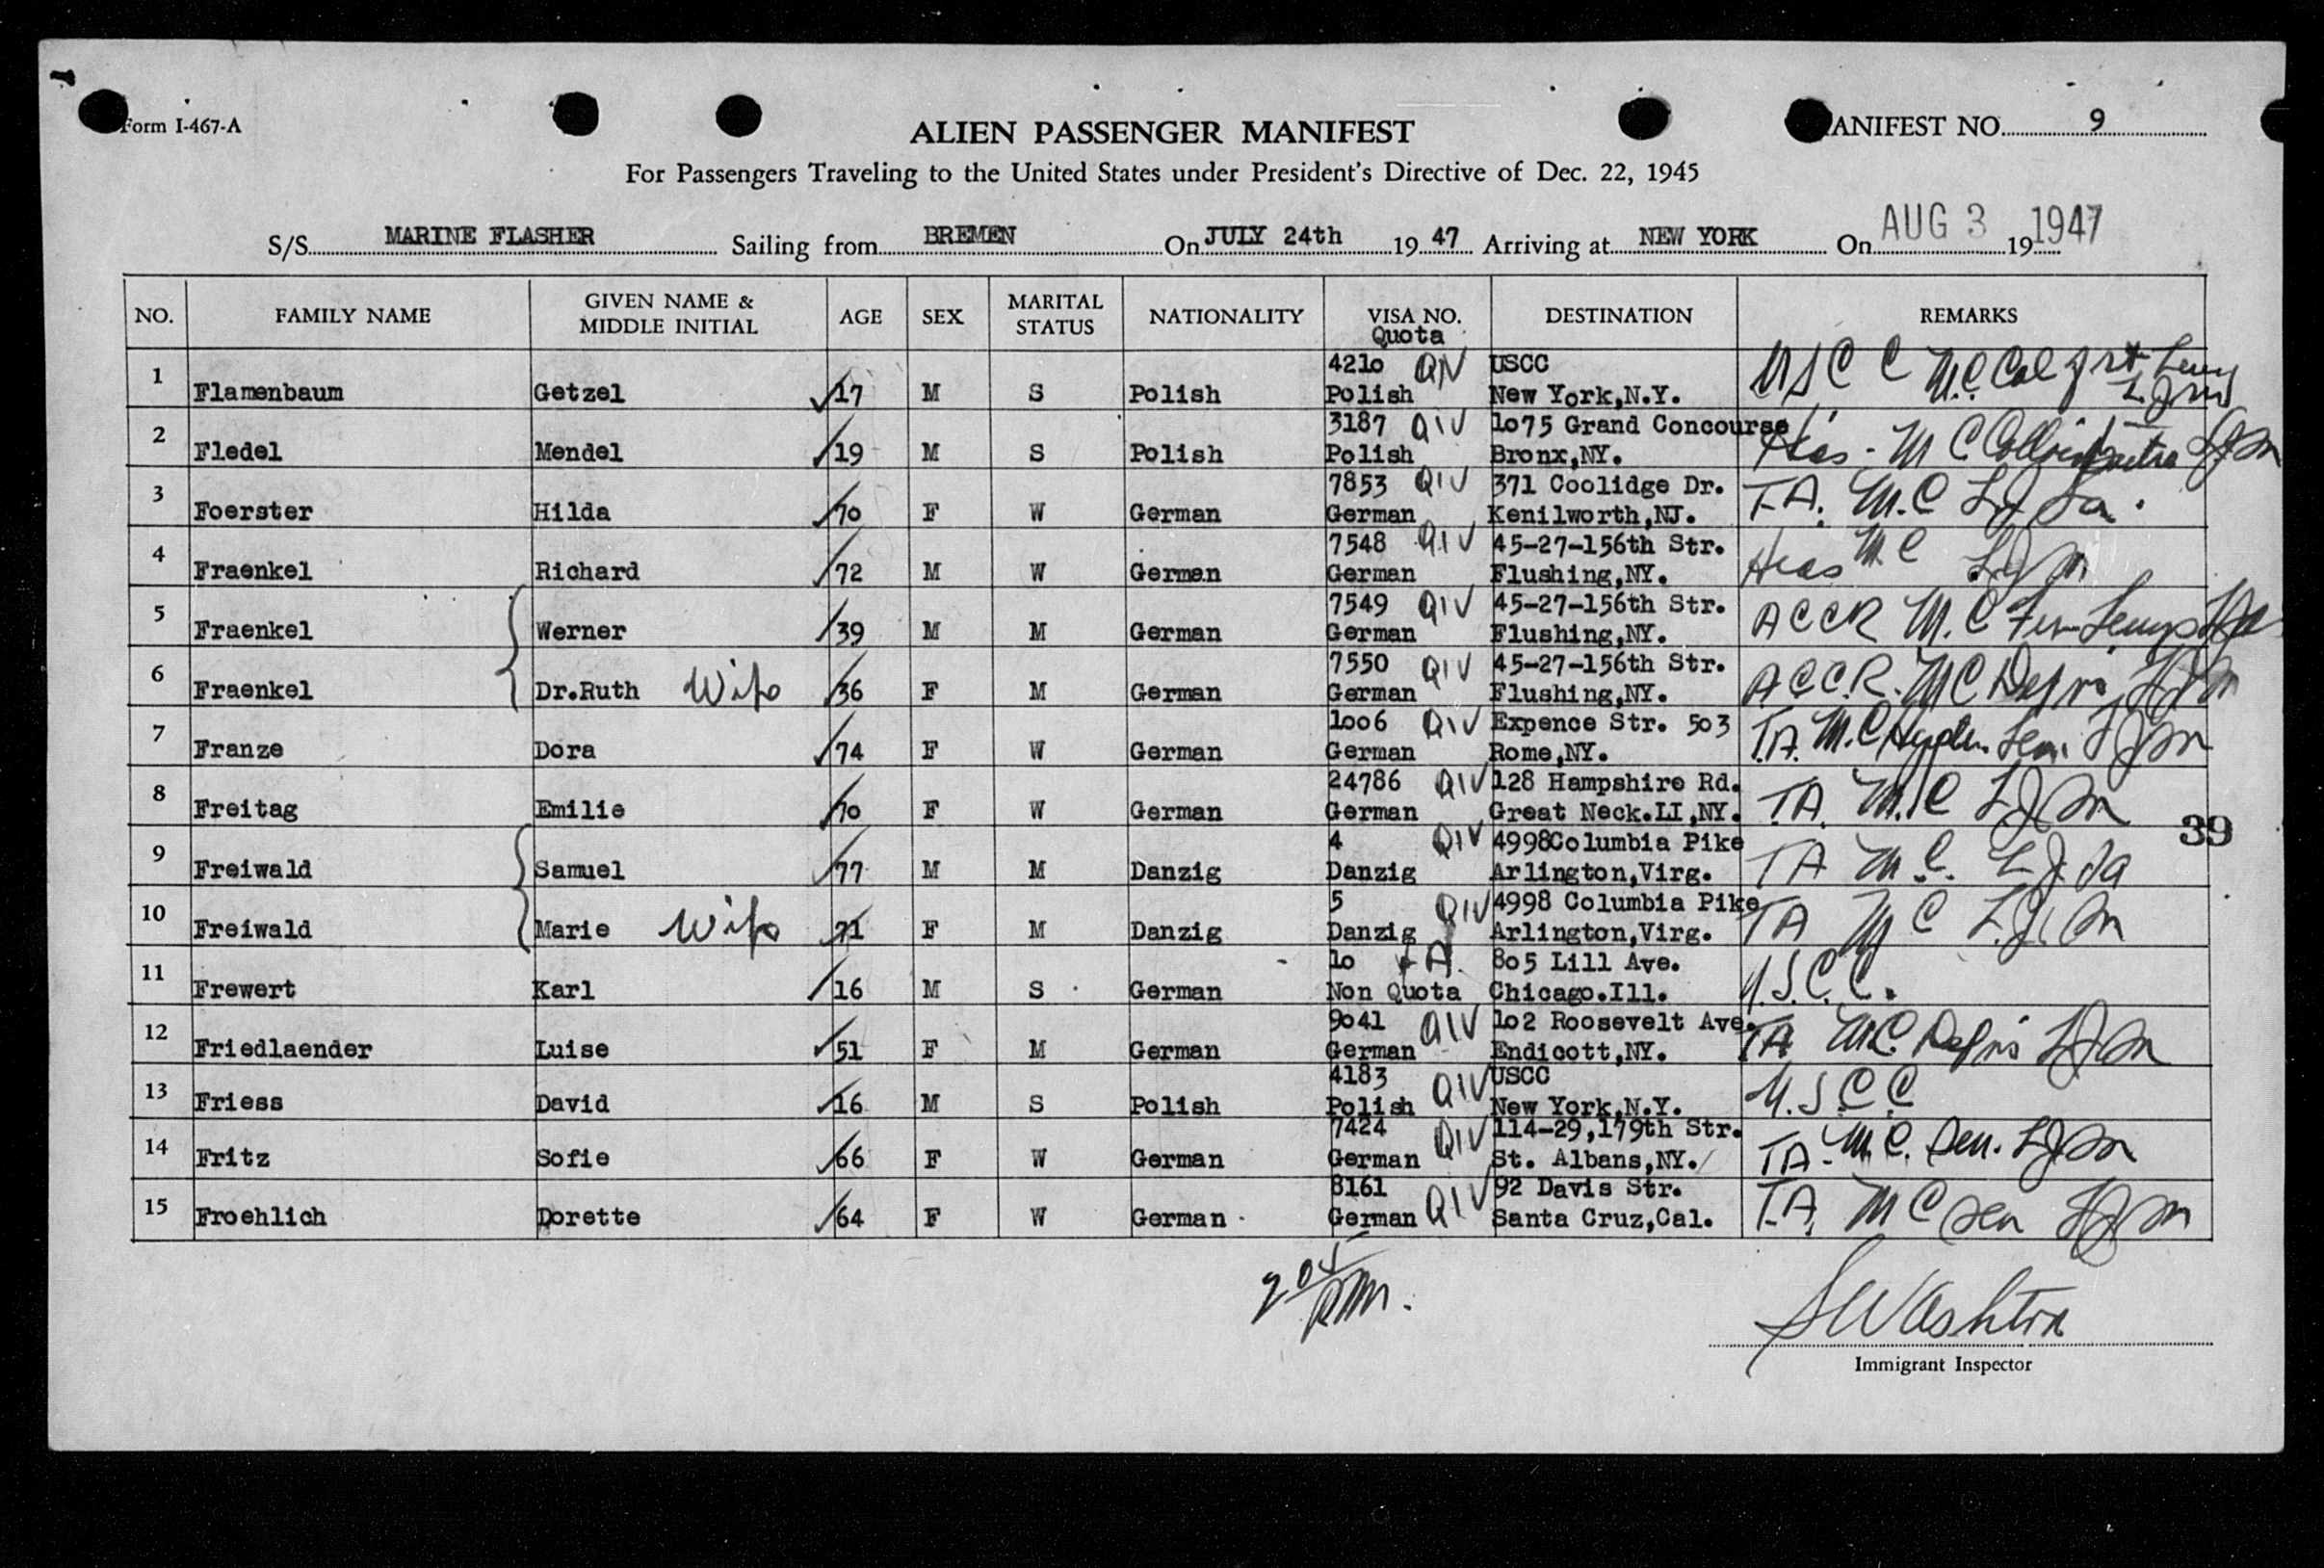 Form I-467-A
ALIEN PASSENGER MANIFEST
MANIFEST NO. 9
For Passengers Traveling to the United States under President's Directive of Dec. 22, 1945
S/S MARINE FLASHER Sailing from BREMEN On JULY 24th 19 47 Arriving at NEW YORK On AUG 3 19 1947
NO. FAMILY NAME GIVEN NAME & MIDDLE INITIAL AGE SEX MARITAL STATUS NATIONALITY VISA NO. Quota DESTINATION REMARKS
4210 QIV USCC
1 Flamenbaum Getzel 17 M S Polish Polish New York,N.Y. USCC M.C.
3187 QIV 1075 Grand Concourse
2 Fledel Mendel 19 M S Polish Polish Bronx,NY. Hias - M C
7853 QIV 371 Coolidge Dr.
3 Foerster Hilda 70 F W German German Kenilworth,NJ. T.A. M.C
7548 QIV 45-27-156th Str.
4 Fraenkel Richard 72 M W German German Flushing,NY. Hias M C
7549 QIV 45-27-156th Str.
5 Fraenkel Werner 39 M M German German Flushing,NY. ACCR M.C
7550 QIV 45-27-156th Str.
6 Fraenkel Dr.Ruth Wife 36 F M German German Flushing,NY. A.C.C.R. MC
1006 QIV Expence Str. 503
7 Franze Dora 74 F W German German Rome,NY. T.A. M.C
24786 QIV 128 Hampshire Rd.
8 Freitag Emilie 70 F W German German Great Neck.LI,NY. T.A. M.C
39
4 QIV 4998Columbia Pike
9 Freiwald Samuel 77 M M Danzig Danzig Arlington,Virg. TA M.C.
5 QIV 4998 Columbia Pike
10 Freiwald Marie Wife 71 F M Danzig Danzig Arlington,Virg. TA M C
10 805 Lill Ave.
11 Frewert Karl 16 M S German Non Quota Chicago.Ill. U.S.C.C.
9041 QIV 102 Roosevelt Ave.
12 Friedlaender Luise 51 F M German German Endicott,NY. TA MC.
4183 QIV USCC
13 Friess David 16 M S Polish Polish New York,N.Y. U.S.C.C
7424 QIV 114-29,179th Str.
14 Fritz Sofie 66 F W German German St. Albans,NY. TA. M.C. Sen.
8161 QIV 92 Davis Str.
15 Froehlich Dorette 64 F W German German Santa Cruz,Cal. T.A. M C Sen
Immigrant Inspector